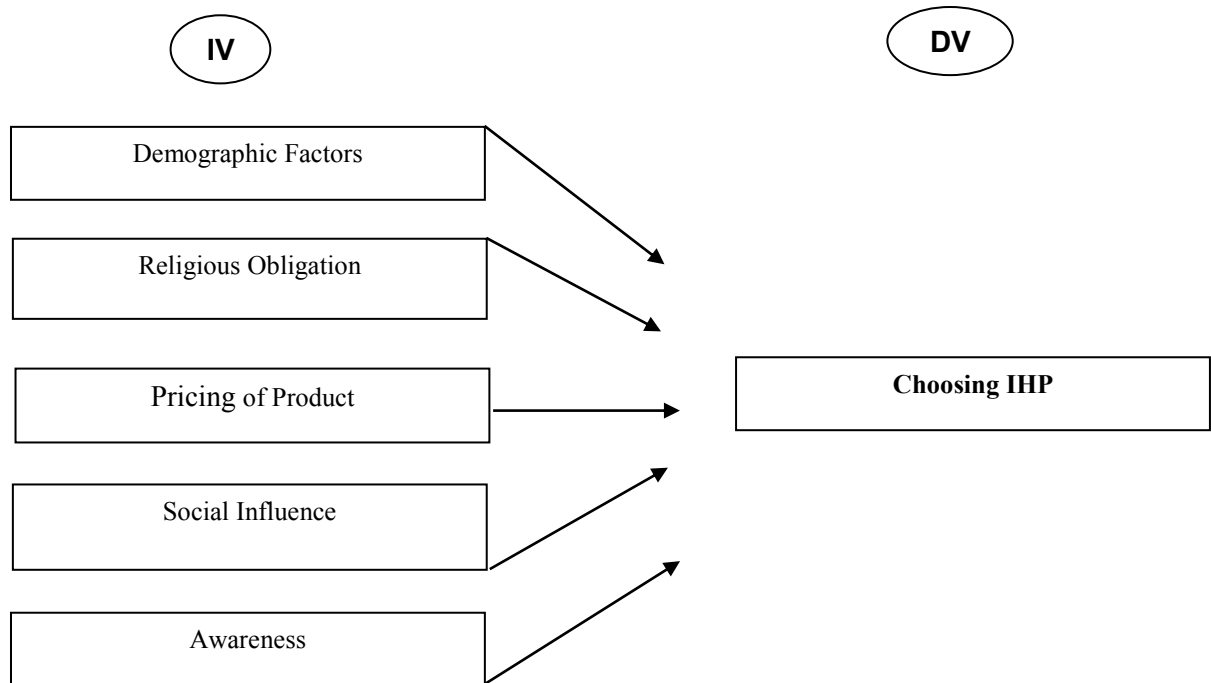 IV
DV
Demographic Factors
Religious Obligation
Pricing of Product
Choosing IHP
Social Influence
Awareness